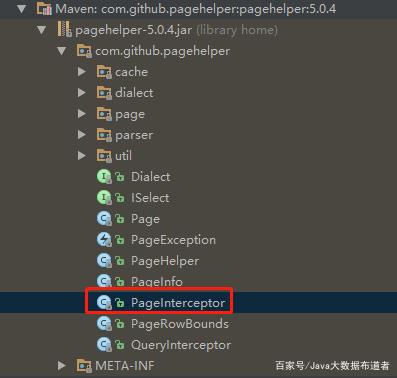 Maven: com.github.pagehelper:pagehelper:5.0.4
pagehelper-5.0.4.jar (library home)
com.github.pagehelper
cache
dialect
page
parser
util
Dialect
ISelect
Page
PageException
PageHelper
PageInfo
PageInterceptor
PageRowBounds
QueryInterceptor
META-INF
百家号/Java大数据布道者